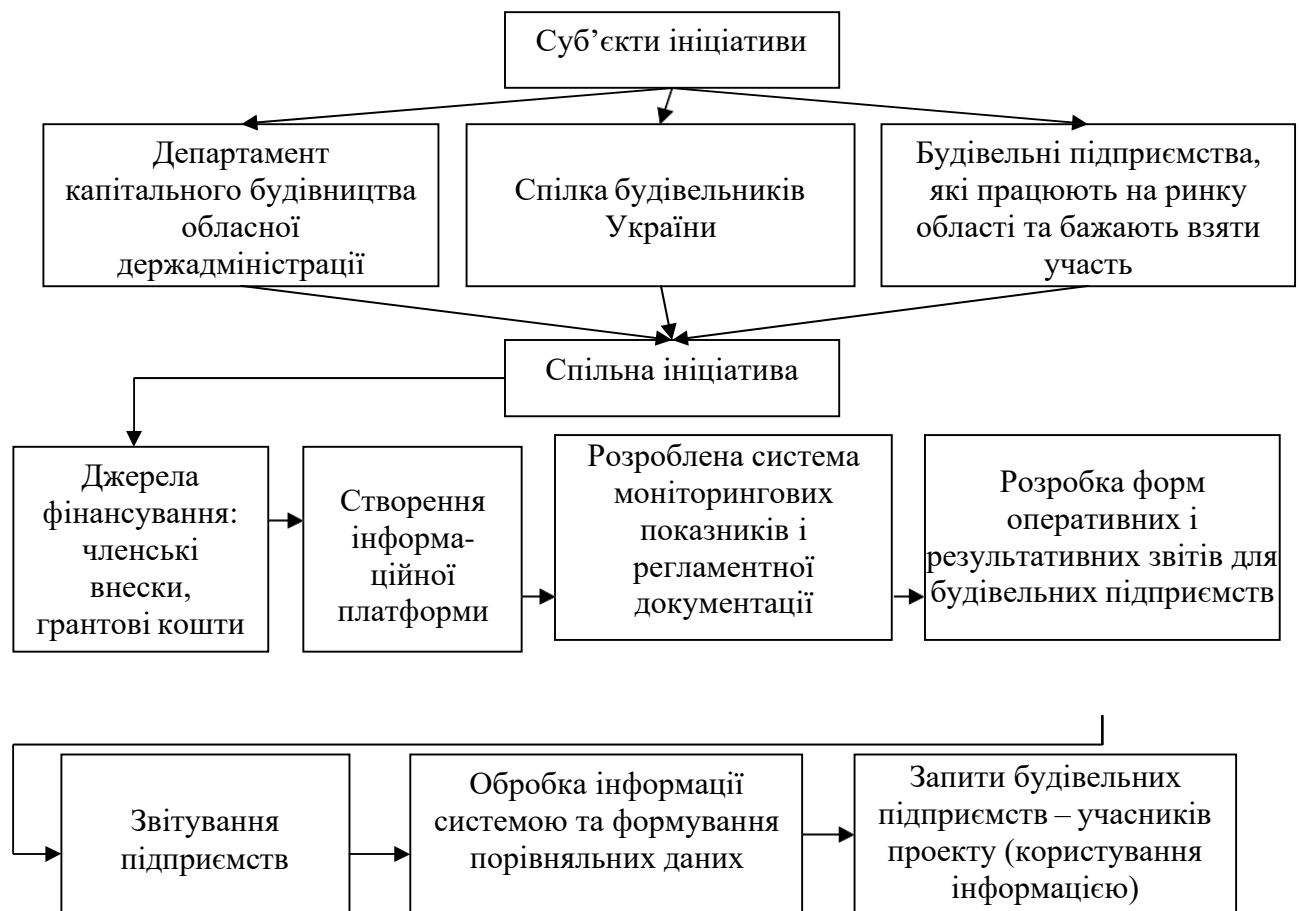 Суб’єкти ініціативи
Департамент
капітального будівництва
обласної
держадміністрації
Спілка будівельників
України
Будівельні підприємства,
які працюють на ринку
області та бажають взяти
участь
Спільна ініціатива
Джерела
фінансування:
членські
внески,
грантові кошти
Створення
інформа-
ційної
платформи
Розроблена система
моніторингових
показників і
регламентної
документації
Розробка форм
оперативних і
результативних звітів для
будівельних підприємств
Звітування
підприємств
Обробка інформації
системою та формування
порівняльних даних
Запити будівельних
підприємств – учасників
проекту (користування
інформацією)